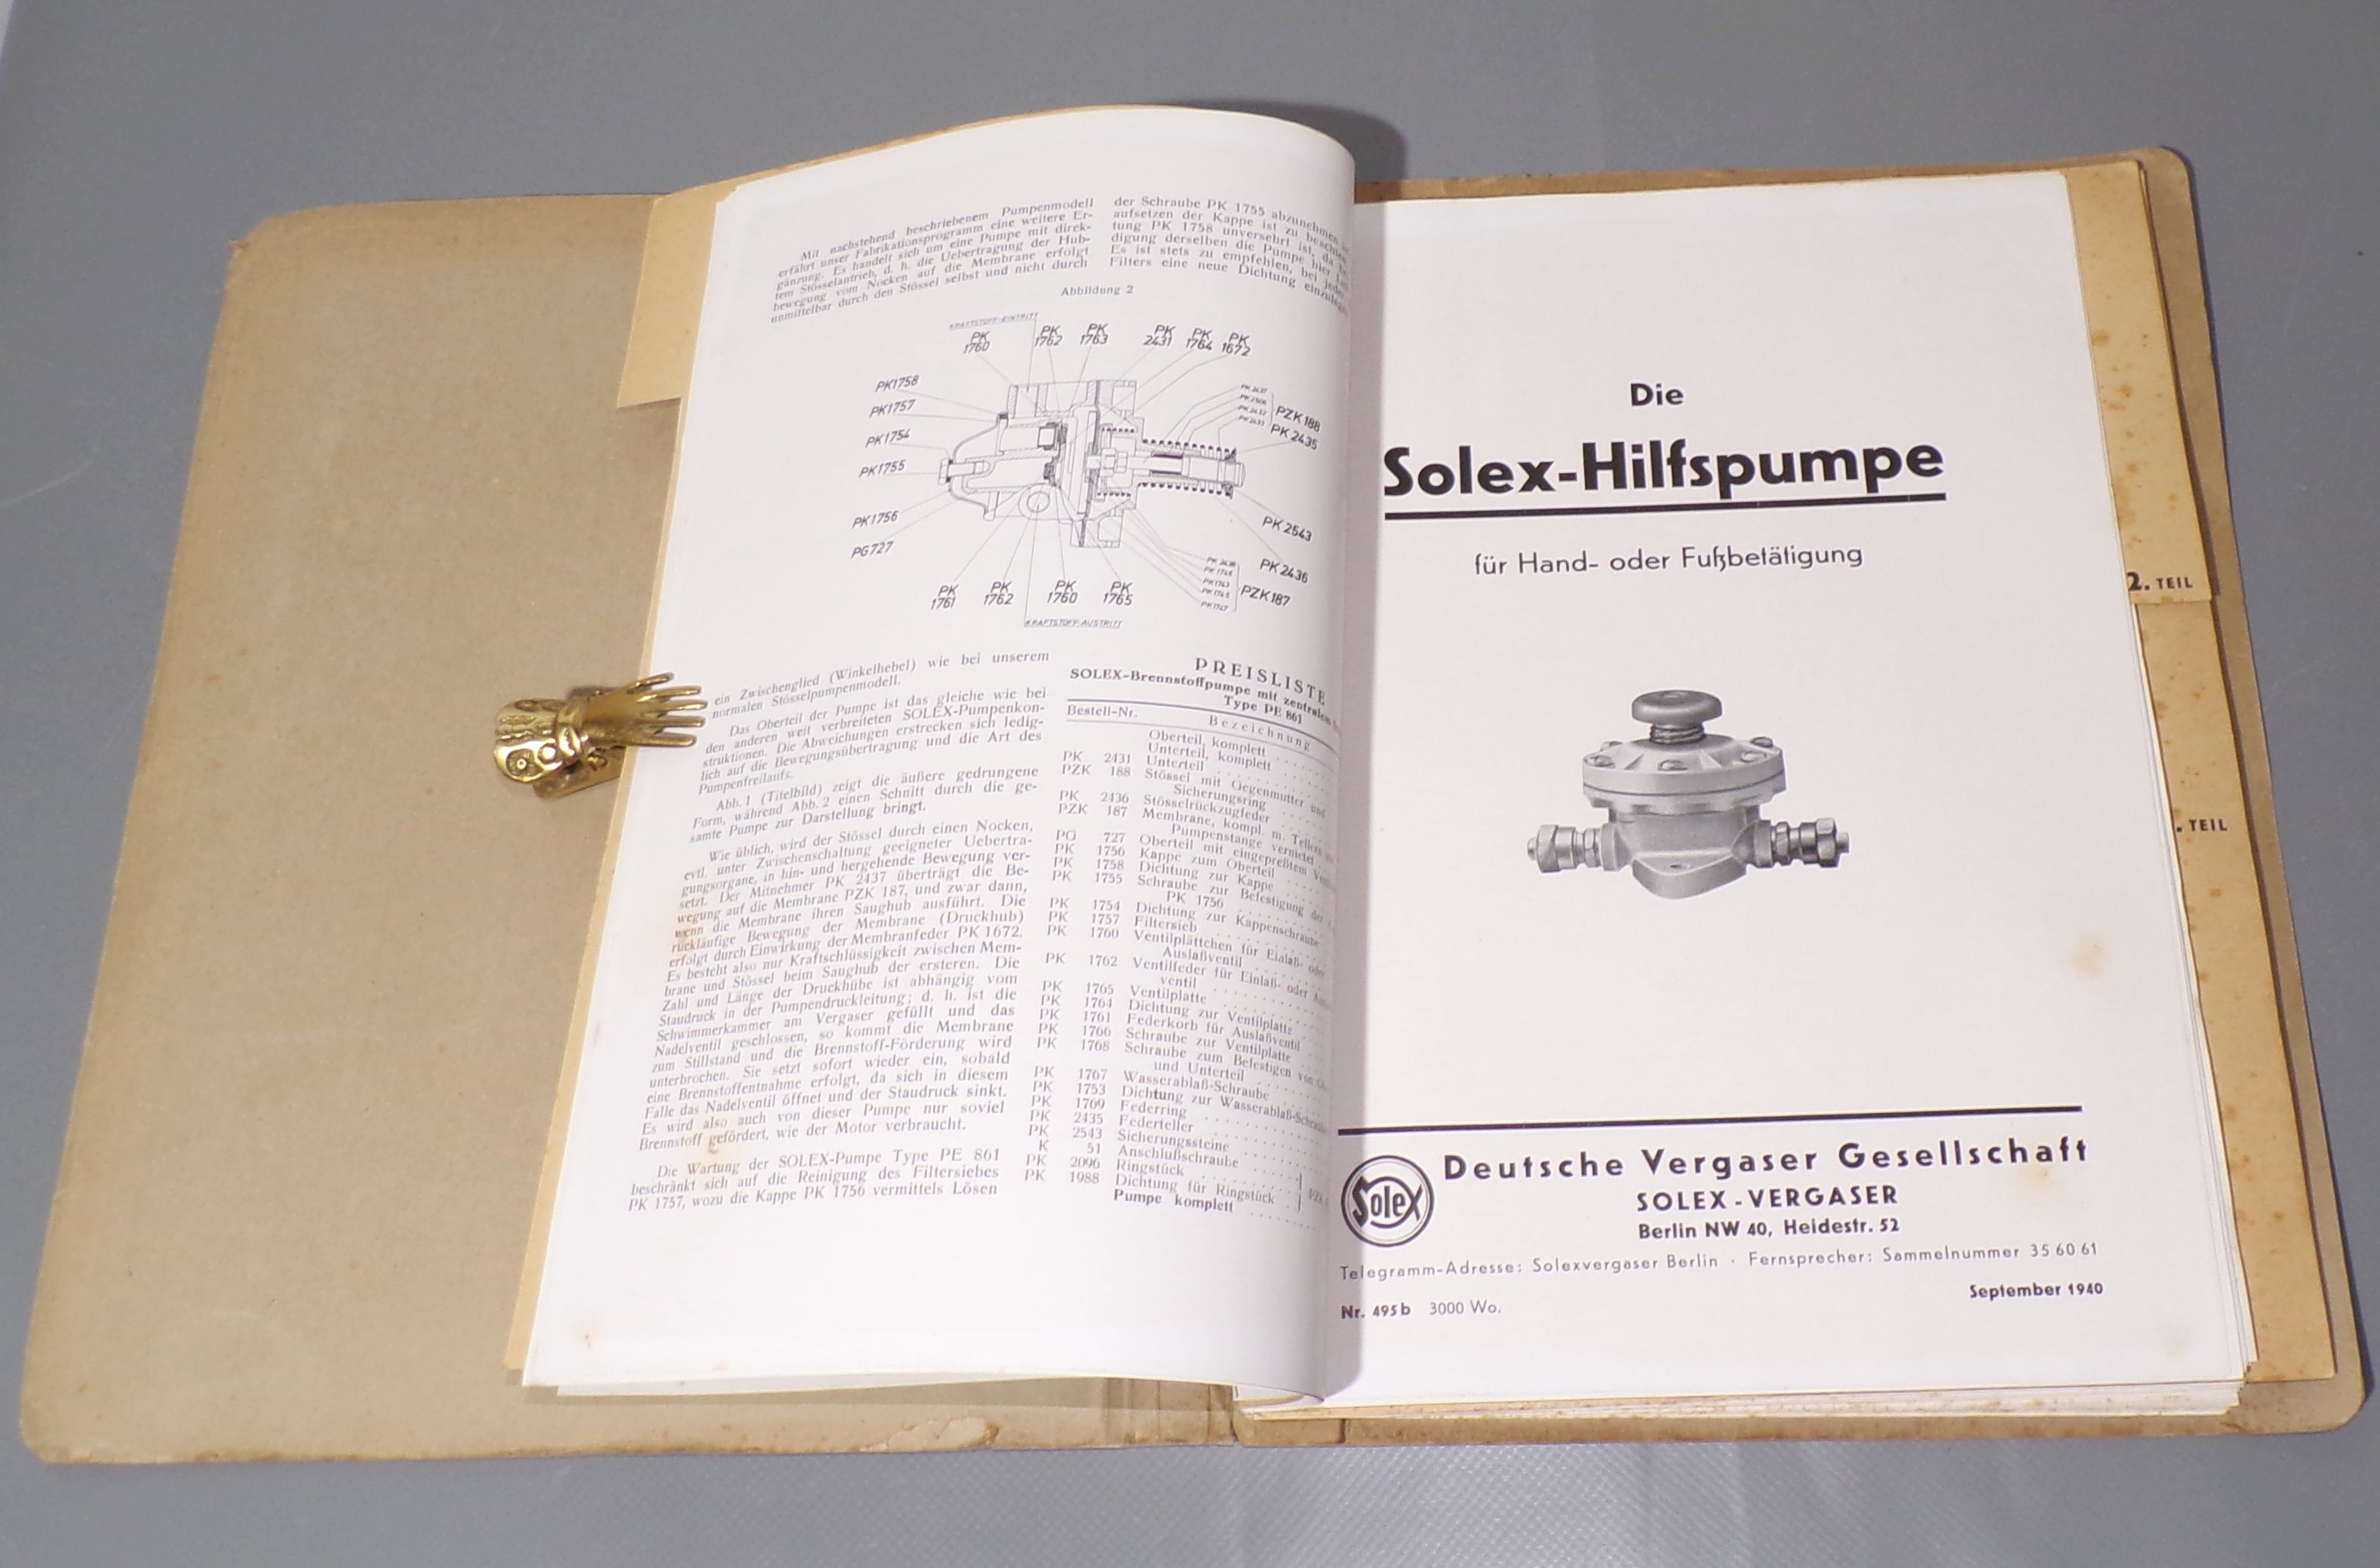 Mit nachstehend beschriebenem Pumpenmodell
erfährt unser Fabrikationsprogramm eine weitere Er-
gänzung. Es handelt sich um eine Pumpe mit direk-
tem Stösselantrieb, d. h. die Uebertragung der Hub-
bewegung vom Nocken auf die Membrane erfolgt
unmittelbar durch den Stössel selbst und nicht durch
der Schraube PK 1755 abzunehmen
aufsetzen der Kappe ist zu
tung PK 1758 unversehrt ist, da
digung derselben die Pumpe hier
Es ist stets zu empfehlen, bei
Filters eine neue Dichtung
Abbildung 2
KRAFTSTOFF-EINTRITT
PK 1760
PK 1762
PK 1763
PK 2431
PK 1764
PK 1672
PK1758
PK1757
PK1754
PK1755
PK1756
PG727
PK 2437
PK 2432
PZK 188
PK 2435
PK 2543
PK 2436
PZK187
PK 1761
PK 1762
PK 1760
PK 1765
KRAFTSTOFF-AUSTRITT
ein Zwischenglied (Winkelhebel) wie bei unserem
normalen Stösselpumpenmodell.
Das Oberteil der Pumpe ist das gleiche wie bei
den anderen weit verbreiteten SOLEX-Pumpenkon-
struktionen. Die Abweichungen erstrecken sich ledig-
lich auf die Bewegungsübertragung und die Art des
Pumpenfreilaufs.
Abb. 1 (Titelbild) zeigt die äußere gedrungene
Form, während Abb. 2 einen Schnitt durch die ge-
samte Pumpe zur Darstellung bringt.
Wie üblich, wird der Stössel durch einen Nocken,
evtl. unter Zwischenschaltung geeigneter Uebertra-
gungsorgane, in hin- und hergehende Bewegung ver-
setzt. Der Mitnehmer PK 2437 überträgt die Be-
wegung auf die Membrane PZK 187, und zwar dann,
wenn die Membrane ihren Saughub ausführt. Die
rückläufige Bewegung der Membrane (Druckhub)
erfolgt durch Einwirkung der Membranfeder PK 1672.
Es besteht also nur Kraftschlüssigkeit zwischen Mem-
brane und Stössel beim Saughub der ersteren. Die
Zahl und Länge der Druckhübe ist abhängig vom
Staudruck in der Pumpendruckleitung; d. h. ist die
Schwimmerkammer am Vergaser gefüllt und das
Nadelventil geschlossen, so kommt die Membrane
zum Stillstand und die Brennstoff-Förderung wird
unterbrochen. Sie setzt sofort wieder ein, sobald
eine Brennstoffentnahme erfolgt, da sich in diesem
Falle das Nadelventil öffnet und der Staudruck sinkt.
Es wird also auch von dieser Pumpe nur soviel
Brennstoff gefördert, wie der Motor verbraucht.
Die Wartung der SOLEX-Pumpe Type PE 861
beschränkt sich auf die Reinigung des Filtersiebes
PK 1757, wozu die Kappe PK 1756 vermittels Lösen
PREISLISTE
SOLEX-Brennstoffpumpe mit zentralem
Type PE 861
Bestell-Nr. Bezeichnung
Oberteil, komplett
Unterteil, komplett
PK 2431 Unterteil
PZK 188 Stössel mit Gegenmutter und
Sicherungsring
PK 2436 Stösselrückzugfeder
PZK 187 Membrane, kompl. m. Tellern
Pumpenstange vernietet
PG 727 Oberteil mit eingepreßtem
PK 1756 Kappe zum Oberteil
PK 1758 Dichtung zur Kappe
PK 1755 Schraube zur Befestigung der
PK 1756
PK 1754 Dichtung zur Kappenschraube
PK 1757 Filtersieb
PK 1760 Ventilplättchen für Einlaß- oder
Auslaßventil
PK 1762 Ventilfeder für Einlaß- oder
ventil
PK 1765 Ventilplatte
PK 1764 Dichtung zur Ventilplatte
PK 1761 Federkorb für Auslaßventil
PK 1766 Schraube zur Ventilplatte
PK 1768 Schraube zum Befestigen von
und Unterteil
PK 1767 Wasserablaß-Schraube
PK 1753 Dichtung zur Wasserablaß-
PK 1769 Federring
PK 2435 Federteller
PK 2543 Sicherungssteine
K 51 Anschlußschraube
PK 2096 Ringstück
PK 1988 Dichtung für Ringstück
Pumpe komplett
Die
Solex-Hilfspumpe
für Hand- oder Fußbetätigung
2. TEIL
. TEIL
Solex
Deutsche Vergaser Gesellschaft
SOLEX-VERGASER
Berlin NW 40, Heidestr. 52
Telegramm-Adresse: Solexvergaser Berlin · Fernsprecher: Sammelnummer 35 60 61
Nr. 495 b 3000 Wo.
September 1940